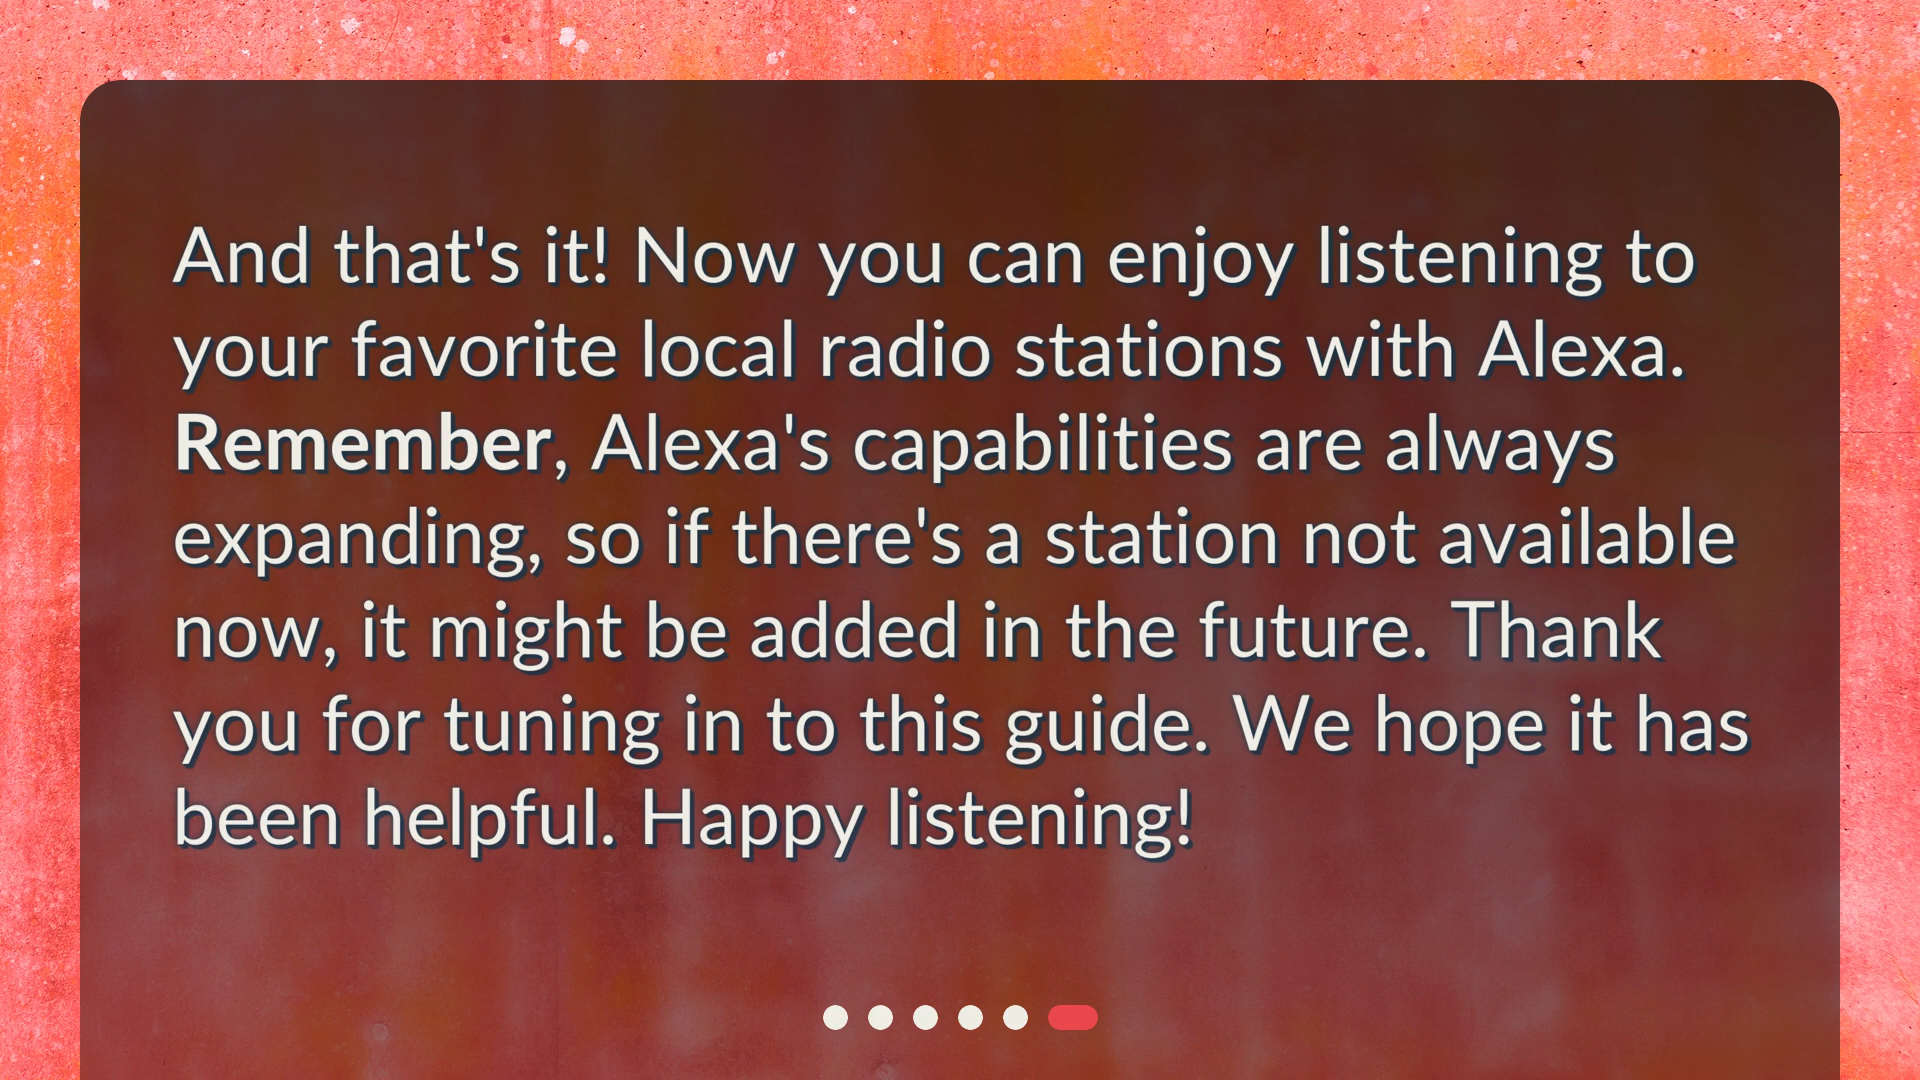 And that's it! Now you can enjoy listening to
your favorite local radio stations with Alexa.
Remember, Alexa's capabilities are always
expanding, so if there's a station not available
now, it might be added in the future. Thank
you for tuning in to this guide. We hope it has
been helpful. Happy listening!